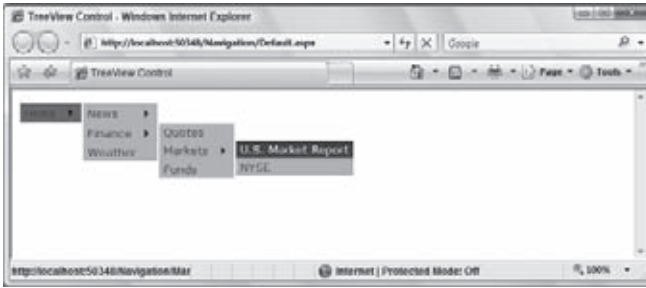 TreeView Control - Windows Internet Explorer
http://localhost:50348/Navigation/Default.aspx
Google
TreeView Control
Page
Tools
News
Finance
Weather
Quotes
Markets
Funds
U.S. Market Report
NYSE
http://localhost:50348/Navigation/Mar
Internet | Protected Mode: Off
100%